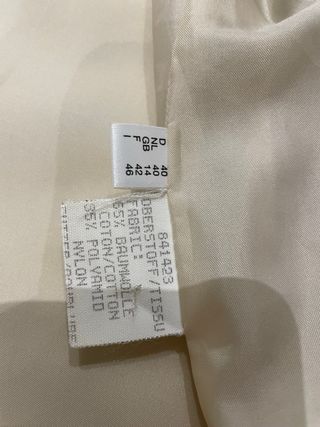 D 40
NL 40
GB 14
F 42
I 46
841423
OBERSTOFF/TISSU
FABRIC:
65% BAUMWOLLE
COTON/COTTON
35% POLYAMID
NYLON